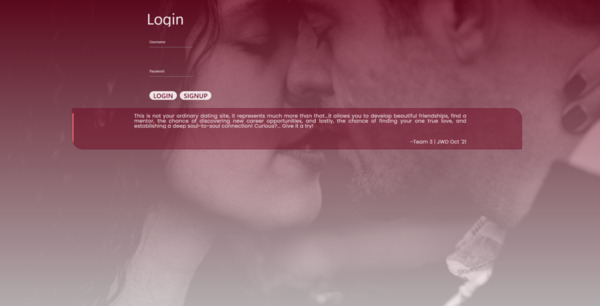 Login
Username
Password
LOGIN SIGNUP
This is not your ordinary dating site, it represents much more than that...it allows you to develop beautiful friendships, find a
mentor, the chance of discovering new career opportunities, and lastly, the chance of finding your one true love, and
establishing a deep soul-to-soul connection! Curious?... Give it a try!
-Team 3 | JWD Oct '21